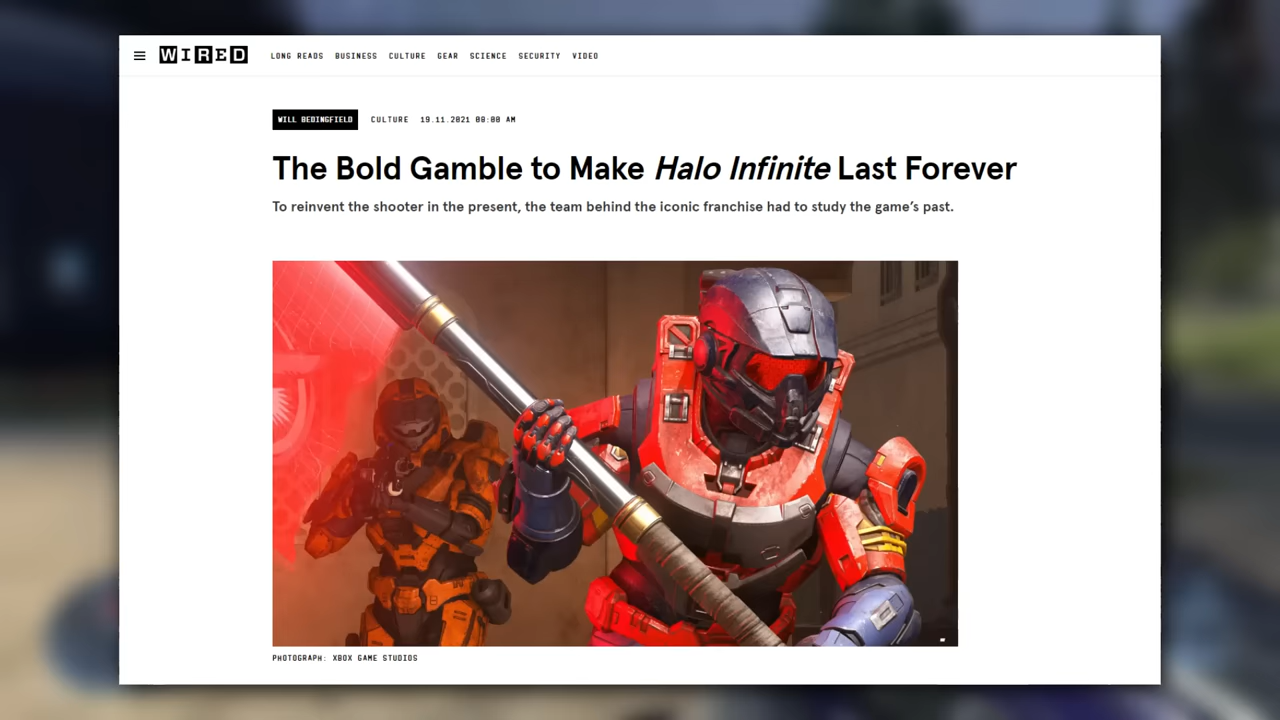 WIRED
LONG READS BUSINESS CULTURE GEAR SCIENCE SECURITY VIDEO
WILL BEDINGFIELD CULTURE 19.11.2021 08:00 AM
The Bold Gamble to Make Halo Infinite Last Forever
To reinvent the shooter in the present, the team behind the iconic franchise had to study the game's past.
PHOTOGRAPH: XBOX GAME STUDIOS